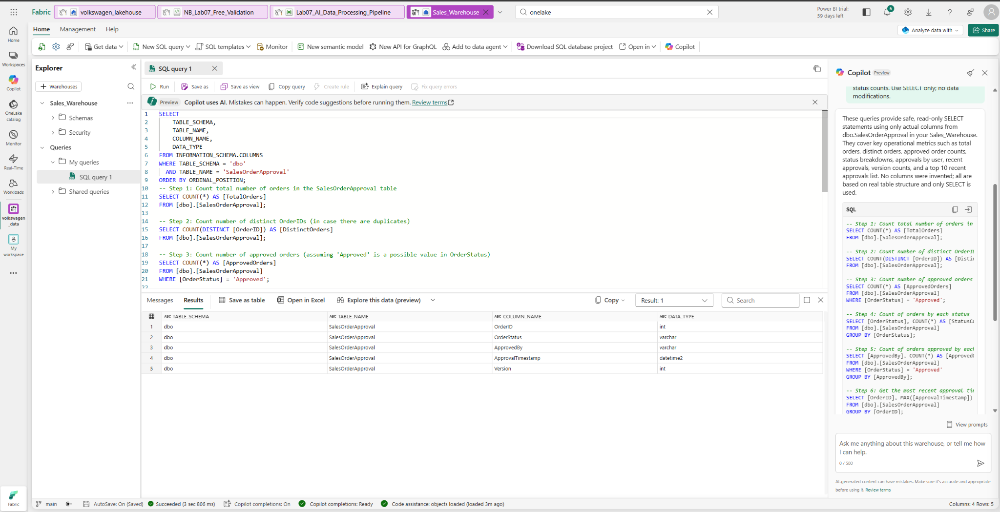 Fabric
volkswagen_lakehouse
NB_Lab07_Free_Validation
Lab07_AI_Data_Processing_Pipeline
Sales_Warehouse
onelake
Power BI trial:
59 days left
6
Home
Management
Help
Analyze data with
Share
Get data
New SQL query
SQL templates
Monitor
New semantic model
New API for GraphQL
Add to data agent
Download SQL database project
Open in
Copilot
Home
Workspaces
Copilot
OneLake
catalog
Monitor
Real-Time
Workloads
volkswagen
_data
My
workspace
Fabric
Explorer
Warehouses
Sales_Warehouse
Schemas
Security
Queries
My queries
SQL query 1
Shared queries
SQL query 1
Run
Save as
Save as view
Copy query
Create rule
Explain query
Fix query errors
Preview
Copilot uses AI. Mistakes can happen. Verify code suggestions before running them. Review terms
1 SELECT
2 TABLE_SCHEMA,
3 TABLE_NAME,
4 COLUMN_NAME,
5 DATA_TYPE
6 FROM INFORMATION_SCHEMA.COLUMNS
7 WHERE TABLE_SCHEMA = 'dbo'
8 AND TABLE_NAME = 'SalesOrderApproval'
9 ORDER BY ORDINAL_POSITION;
10 -- Step 1: Count total number of orders in the SalesOrderApproval table
11 SELECT COUNT(*) AS [TotalOrders]
12 FROM [dbo].[SalesOrderApproval];
13
14 -- Step 2: Count number of distinct OrderIDs (in case there are duplicates)
15 SELECT COUNT(DISTINCT [OrderID]) AS [DistinctOrders]
16 FROM [dbo].[SalesOrderApproval];
17
18 -- Step 3: Count number of approved orders (assuming 'Approved' is a possible value in OrderStatus)
19 SELECT COUNT(*) AS [ApprovedOrders]
20 FROM [dbo].[SalesOrderApproval]
21 WHERE [OrderStatus] = 'Approved';
22
Messages
Results
Save as table
Open in Excel
Explore this data (preview)
Copy
Result: 1
Search
ABC TABLE_SCHEMA ABC TABLE_NAME ABC COLUMN_NAME ABC DATA_TYPE
1 dbo SalesOrderApproval OrderID int
2 dbo SalesOrderApproval OrderStatus varchar
3 dbo SalesOrderApproval ApprovedBy varchar
4 dbo SalesOrderApproval ApprovalTimestamp datetime2
5 dbo SalesOrderApproval Version int
Copilot Preview
status counts. Use SELECT only; no data
modifications.
These queries provide safe, read-only SELECT
statements using only actual columns from
dbo.SalesOrderApproval in your Sales_Warehouse.
They cover key operational metrics such as total
orders, distinct orders, approved order counts,
status breakdowns, approvals by user, recent
approvals, version counts, and a top 10 recent
approvals list. No columns were invented; all are
based on real table structure and only SELECT is
used.
SQL
-- Step 1: Count total number of orders in
SELECT COUNT(*) AS [TotalOrders]
FROM [dbo].[SalesOrderApproval];
-- Step 2: Count number of distinct OrderID
SELECT COUNT(DISTINCT [OrderID]) AS [Distin
FROM [dbo].[SalesOrderApproval];
-- Step 3: Count number of approved orders
SELECT COUNT(*) AS [ApprovedOrders]
FROM [dbo].[SalesOrderApproval]
WHERE [OrderStatus] = 'Approved';
-- Step 4: Count of orders by each status
SELECT [OrderStatus], COUNT(*) AS [StatusCo
FROM [dbo].[SalesOrderApproval]
GROUP BY [OrderStatus];
-- Step 5: Count of orders approved by each
SELECT [ApprovedBy], COUNT(*) AS [ApprovedO
FROM [dbo].[SalesOrderApproval]
WHERE [OrderStatus] = 'Approved'
GROUP BY [ApprovedBy];
-- Step 6: Get the most recent approval tim
SELECT [OrderID], MAX([ApprovalTimestamp])
FROM [dbo].[SalesOrderApproval]
GROUP BY [OrderID];
View prompts
Ask me anything about this warehouse, or tell me how
I can help.
0 / 500
AI-generated content can have mistakes. Make sure it's accurate and appropriate
before using it. Review terms
main
AutoSave: On (Saved)
Succeeded (3 sec 806 ms)
Copilot completions: On
Copilot completions: Ready
Code assistance: objects loaded (loaded 3m ago)
Columns: 4 Rows: 5